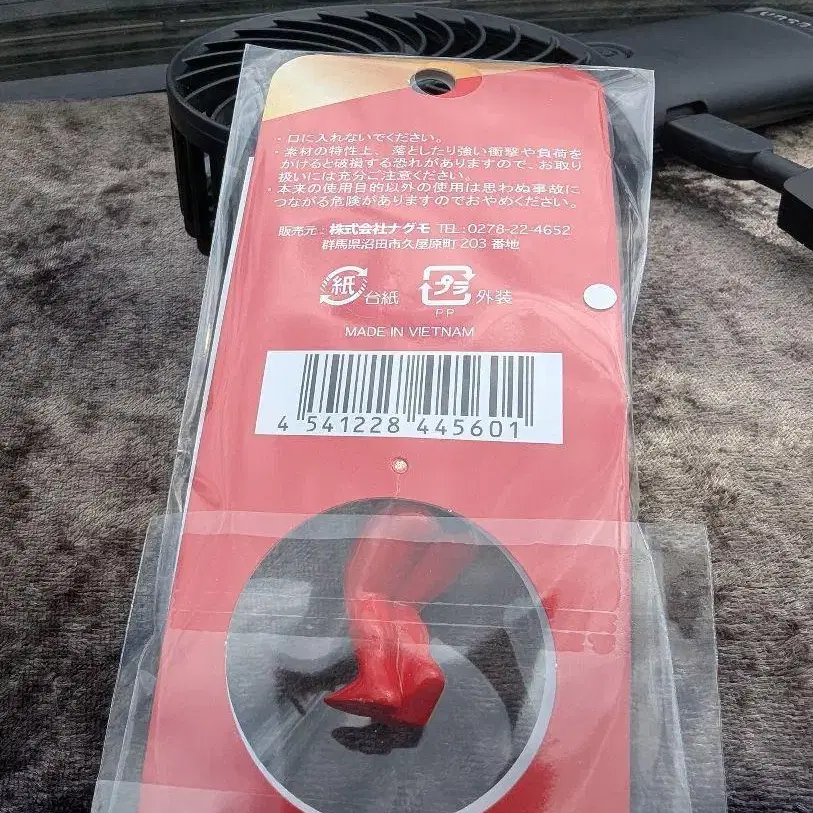 ・口に入れないでください。
・素材の特性上、落としたり強い衝撃や負荷を
かけると破損する恐れがありますので、お取り
扱いには充分ご注意ください。
・本来の使用目的以外の使用は思わぬ事故に
つながる危険がありますのでおやめください。
販売元：株式会社ナグモ TEL：0278-22-4652
群馬県沼田市久屋原町 203 番地
紙 台紙 プラ 外装
PP
MADE IN VIETNAM
4 541228 445601